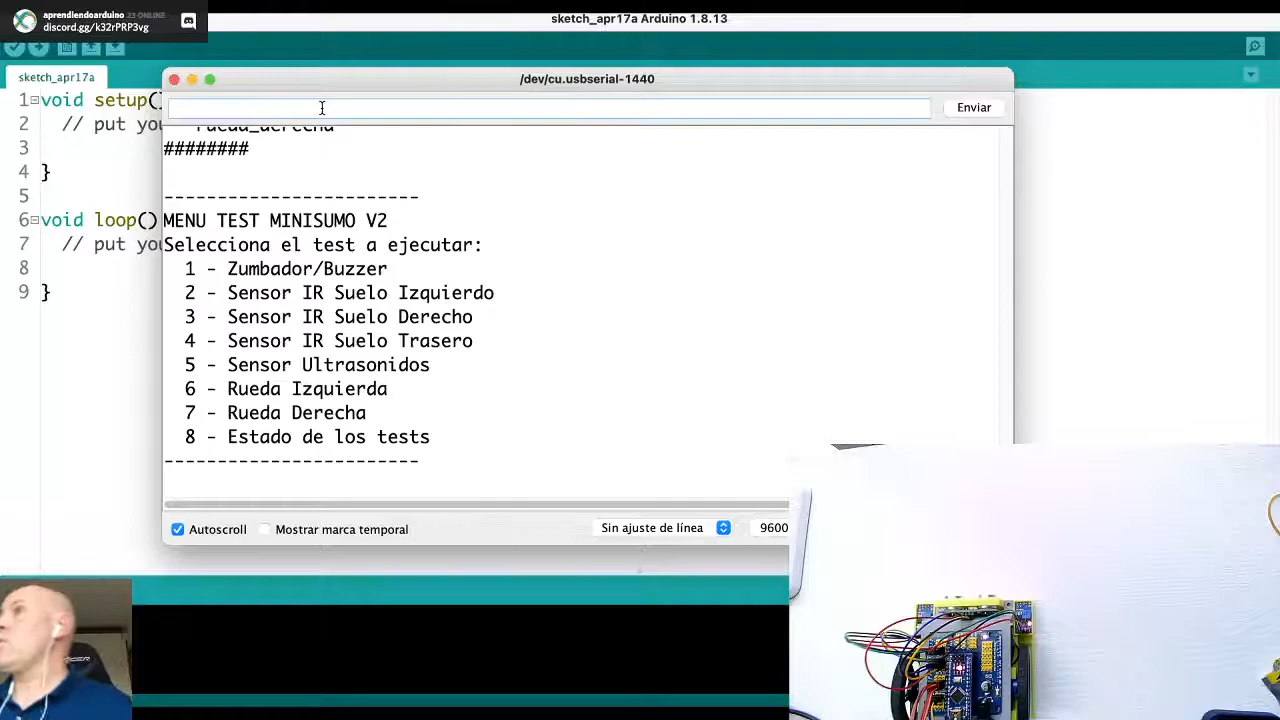 aprendiendoarduino 23 ONLINE
discord.gg/k32rPRP3vg
sketch_apr17a Arduino 1.8.13
sketch_apr17a
/dev/cu.usbserial-1440
Enviar
1 void setup()
2 // put you
3
4 }
5
6 void loop()
7 // put you
8
9 }
rueda_derecha
########
------------------------
MENU TEST MINISUMO V2
Selecciona el test a ejecutar:
1 - Zumbador/Buzzer
2 - Sensor IR Suelo Izquierdo
3 - Sensor IR Suelo Derecho
4 - Sensor IR Suelo Trasero
5 - Sensor Ultrasonidos
6 - Rueda Izquierda
7 - Rueda Derecha
8 - Estado de los tests
------------------------
Autoscroll Mostrar marca temporal Sin ajuste de línea 9600